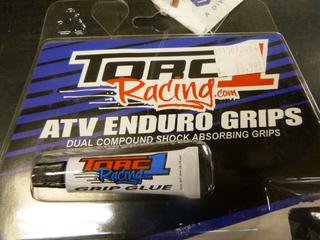 TORC1
Racing.com
ATV ENDURO GRIPS
DUAL COMPOUND SHOCK ABSORBING GRIPS
TORC1
Racing
GRIP GLUE